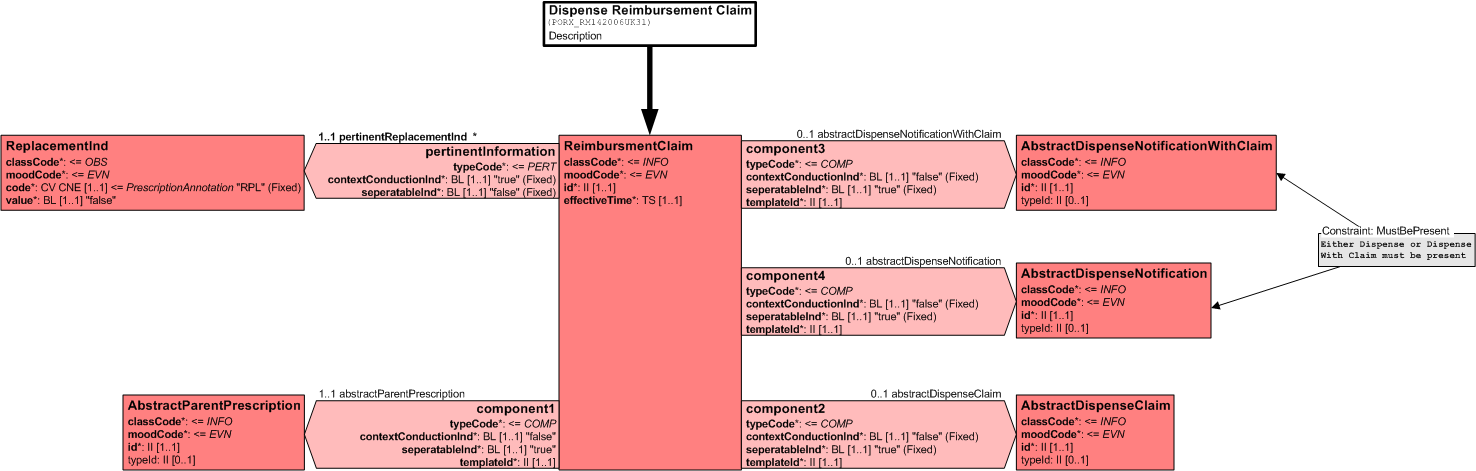 Dispense Reimbursement Claim
(PORX_RM142006UK31)
Description
ReplacementInd
classCode*: <= OBS
moodCode*: <= EVN
code*: CV CNE [1..1] <= PrescriptionAnnotation "RPL" (Fixed)
value*: BL [1..1] "false"
1..1 pertinentReplacementInd *
pertinentInformation
typeCode*: <= PERT
contextConductionInd*: BL [1..1] "true" (Fixed)
seperatableInd*: BL [1..1] "false" (Fixed)
ReimbursmentClaim
classCode*: <= INFO
moodCode*: <= EVN
id*: II [1..1]
effectiveTime*: TS [1..1]
0..1 abstractDispenseNotificationWithClaim
component3
typeCode*: <= COMP
contextConductionInd*: BL [1..1] "false" (Fixed)
seperatableInd*: BL [1..1] "true" (Fixed)
templateId*: II [1..1]
AbstractDispenseNotificationWithClaim
classCode*: <= INFO
moodCode*: <= EVN
id*: II [1..1]
typeId: II [0..1]
Constraint: MustBePresent
Either Dispense or Dispense
With Claim must be present
0..1 abstractDispenseNotification
component4
typeCode*: <= COMP
contextConductionInd*: BL [1..1] "false" (Fixed)
seperatableInd*: BL [1..1] "true" (Fixed)
templateId*: II [1..1]
AbstractDispenseNotification
classCode*: <= INFO
moodCode*: <= EVN
id*: II [1..1]
typeId: II [0..1]
AbstractParentPrescription
classCode*: <= INFO
moodCode*: <= EVN
id*: II [1..1]
typeId: II [0..1]
1..1 abstractParentPrescription
component1
typeCode*: <= COMP
contextConductionInd*: BL [1..1] "false"
seperatableInd*: BL [1..1] "true"
templateId*: II [1..1]
0..1 abstractDispenseClaim
component2
typeCode*: <= COMP
contextConductionInd*: BL [1..1] "false" (Fixed)
seperatableInd*: BL [1..1] "true" (Fixed)
templateId*: II [1..1]
AbstractDispenseClaim
classCode*: <= INFO
moodCode*: <= EVN
id*: II [1..1]
typeId: II [0..1]